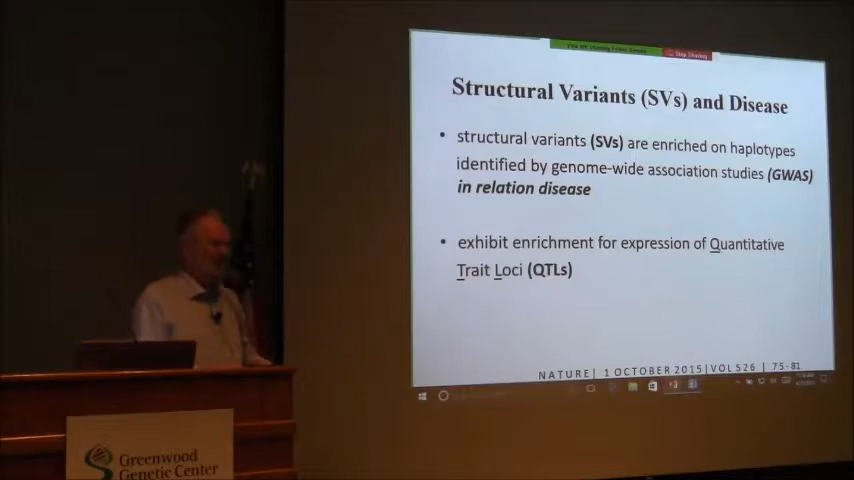 Stop Sharing
Structural Variants (SVs) and Disease
• structural variants (SVs) are enriched on haplotypes
identified by genome-wide association studies (GWAS)
in relation disease
• exhibit enrichment for expression of Quantitative
Trait Loci (QTLs)
NATURE| 1 OCTOBER 2015|VOL 526 | 75-81
Greenwood
Genetic Center